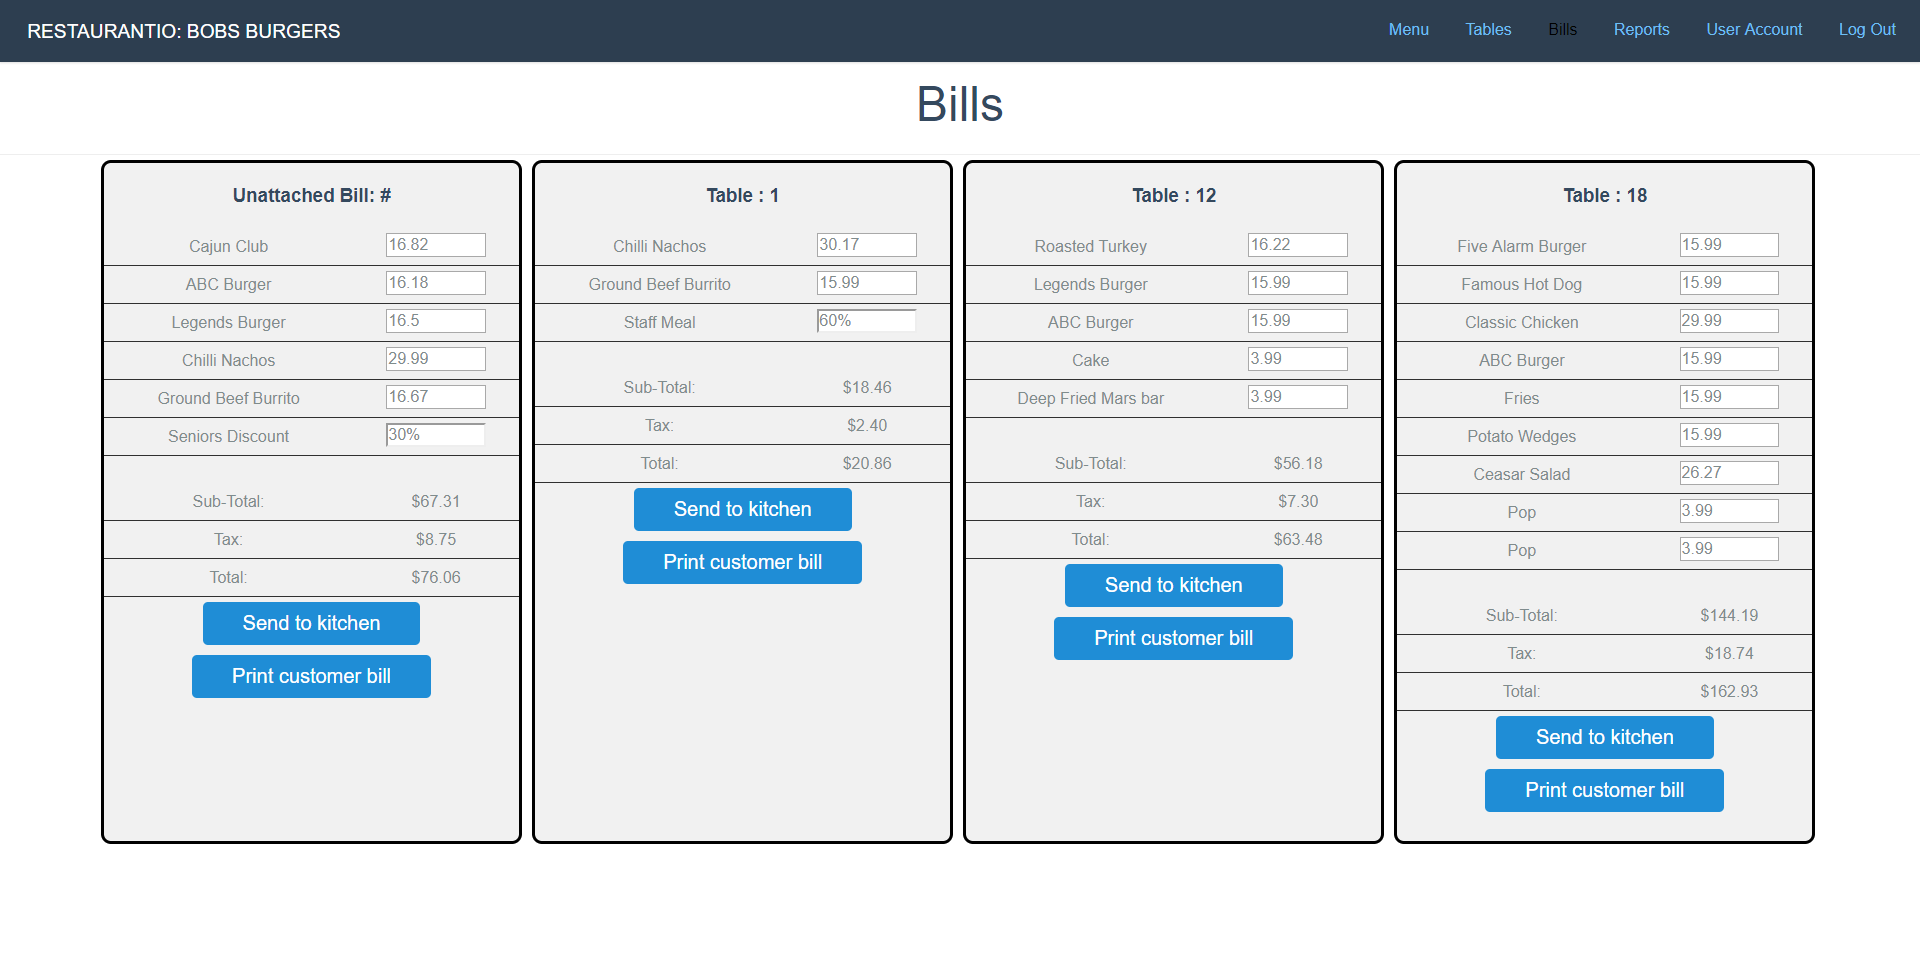 RESTAURANTIO: BOBS BURGERS
Menu Tables Bills Reports User Account Log Out
Bills
Unattached Bill: #
Cajun Club 16.82
ABC Burger 16.18
Legends Burger 16.5
Chilli Nachos 29.99
Ground Beef Burrito 16.67
Seniors Discount 30%
Sub-Total: $67.31
Tax: $8.75
Total: $76.06
Send to kitchen
Print customer bill
Table : 1
Chilli Nachos 30.17
Ground Beef Burrito 15.99
Staff Meal 60%
Sub-Total: $18.46
Tax: $2.40
Total: $20.86
Send to kitchen
Print customer bill
Table : 12
Roasted Turkey 16.22
Legends Burger 15.99
ABC Burger 15.99
Cake 3.99
Deep Fried Mars bar 3.99
Sub-Total: $56.18
Tax: $7.30
Total: $63.48
Send to kitchen
Print customer bill
Table : 18
Five Alarm Burger 15.99
Famous Hot Dog 15.99
Classic Chicken 29.99
ABC Burger 15.99
Fries 15.99
Potato Wedges 15.99
Ceasar Salad 26.27
Pop 3.99
Pop 3.99
Sub-Total: $144.19
Tax: $18.74
Total: $162.93
Send to kitchen
Print customer bill